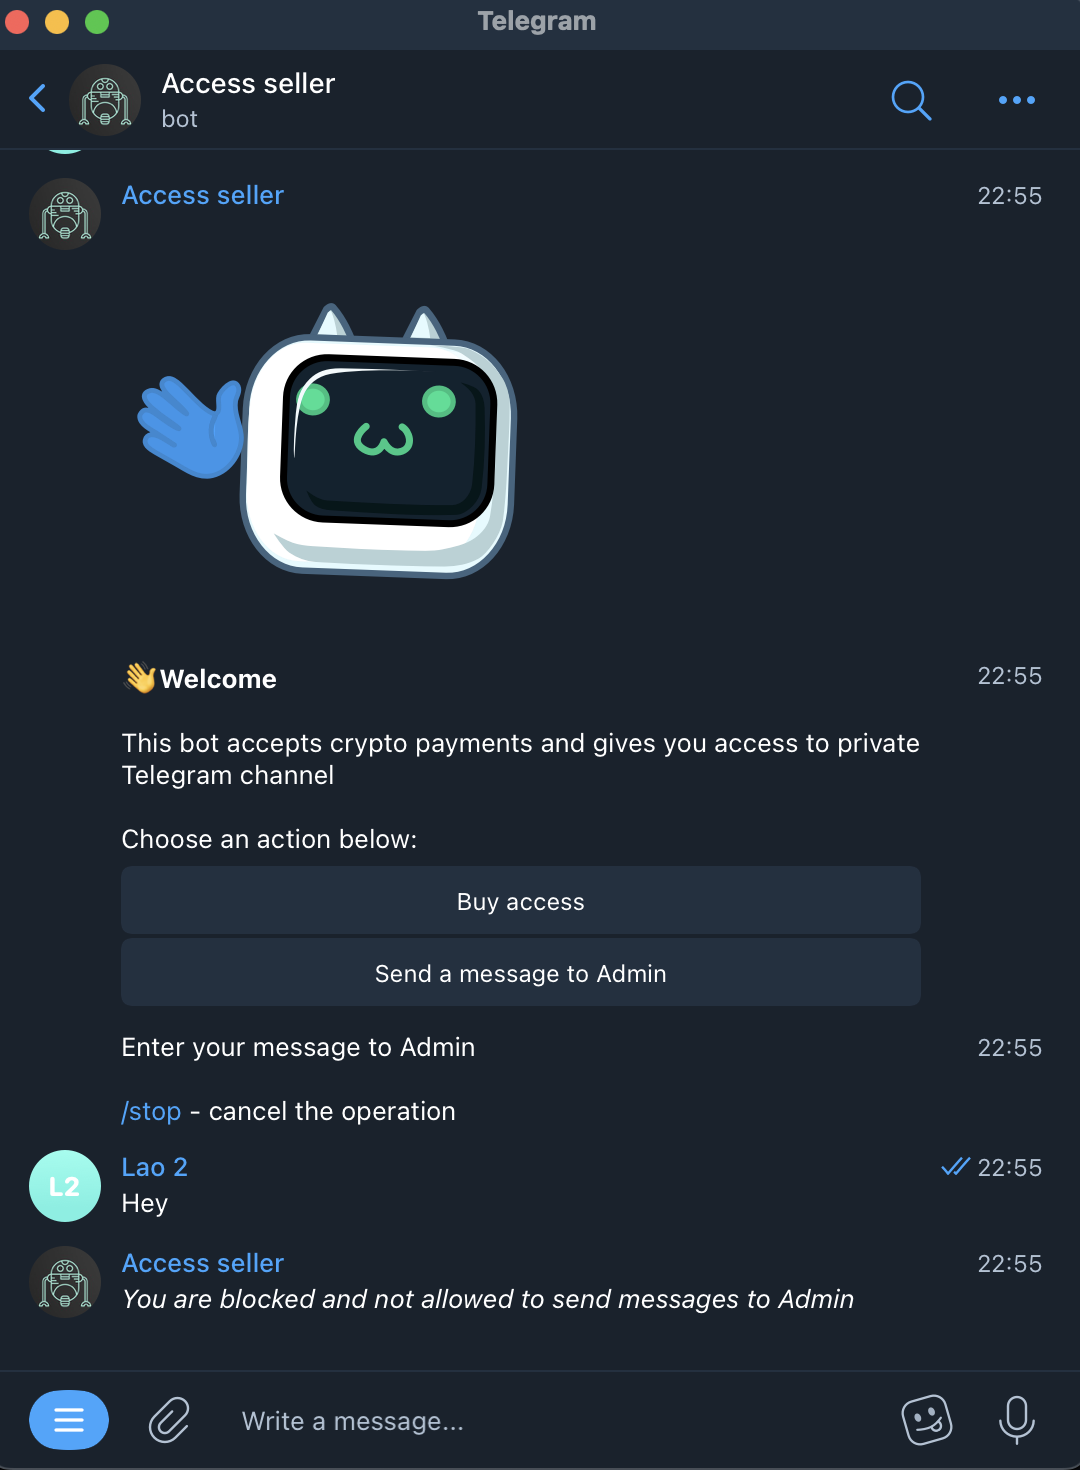 Telegram
Access seller
bot
Access seller 22:55
👋Welcome 22:55
This bot accepts crypto payments and gives you access to private
Telegram channel
Choose an action below:
Buy access
Send a message to Admin
Enter your message to Admin 22:55
/stop - cancel the operation
L2
Lao 2 22:55
Hey
Access seller 22:55
You are blocked and not allowed to send messages to Admin
Write a message...